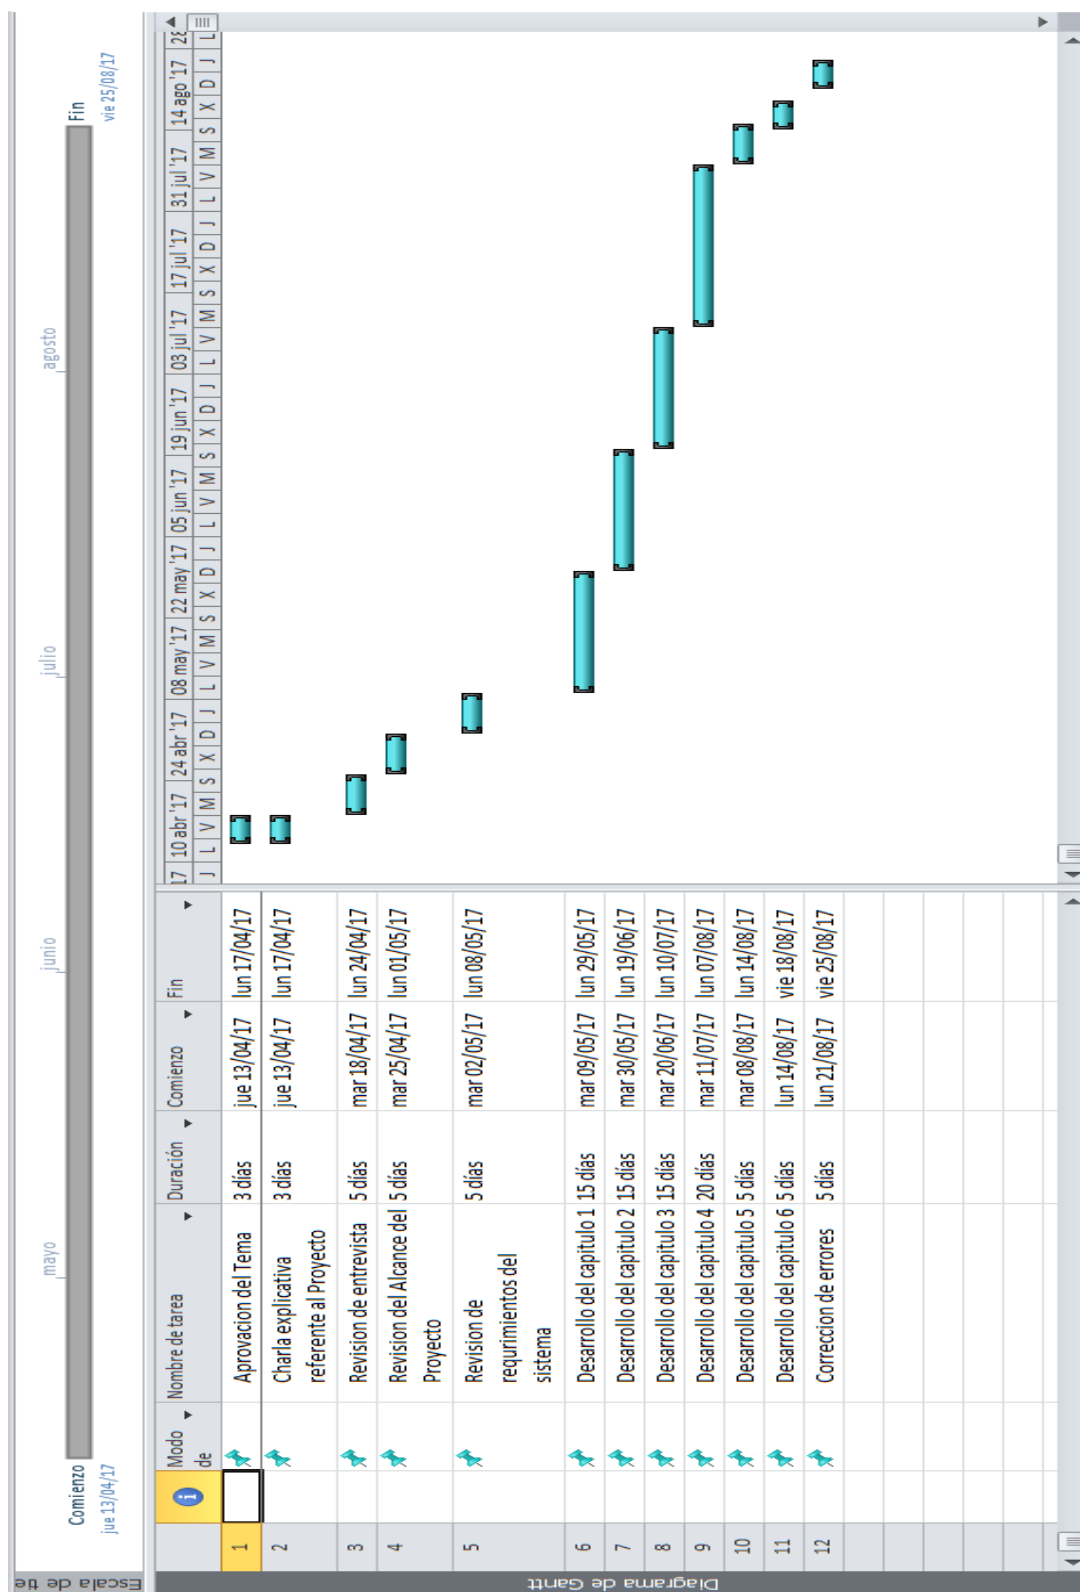 Escala de tie
Comienzo
jue 13/04/17
mayo
junio
julio
agosto
Fin
vie 25/08/17
Diagrama de Gantt
Modo de
Nombre de tarea
Duración
Comienzo
Fin
17
10 abr '17
24 abr '17
08 may '17
22 may '17
05 jun '17
19 jun '17
03 jul '17
17 jul '17
31 jul '17
14 ago '17
28
J L V M S X D J L V M S X D J L V M S X D J L V M S X D J L V M S X D J L
1 Aprovacion del Tema 3 días jue 13/04/17 lun 17/04/17
2 Charla explicativa 3 días jue 13/04/17 lun 17/04/17
referente al Proyecto
3 Revision de entrevista 5 días mar 18/04/17 lun 24/04/17
4 Revision del Alcance del 5 días mar 25/04/17 lun 01/05/17
Proyecto
5 Revision de 5 días mar 02/05/17 lun 08/05/17
requrimientos del
sistema
6 Desarrollo del capitulo 1 15 días mar 09/05/17 lun 29/05/17
7 Desarrollo del capitulo 2 15 días mar 30/05/17 lun 19/06/17
8 Desarrollo del capitulo 3 15 días mar 20/06/17 lun 10/07/17
9 Desarrollo del capitulo 4 20 días mar 11/07/17 lun 07/08/17
10 Desarrollo del capitulo 5 5 días mar 08/08/17 lun 14/08/17
11 Desarrollo del capitulo 6 5 días lun 14/08/17 vie 18/08/17
12 Correccion de errores 5 días lun 21/08/17 vie 25/08/17